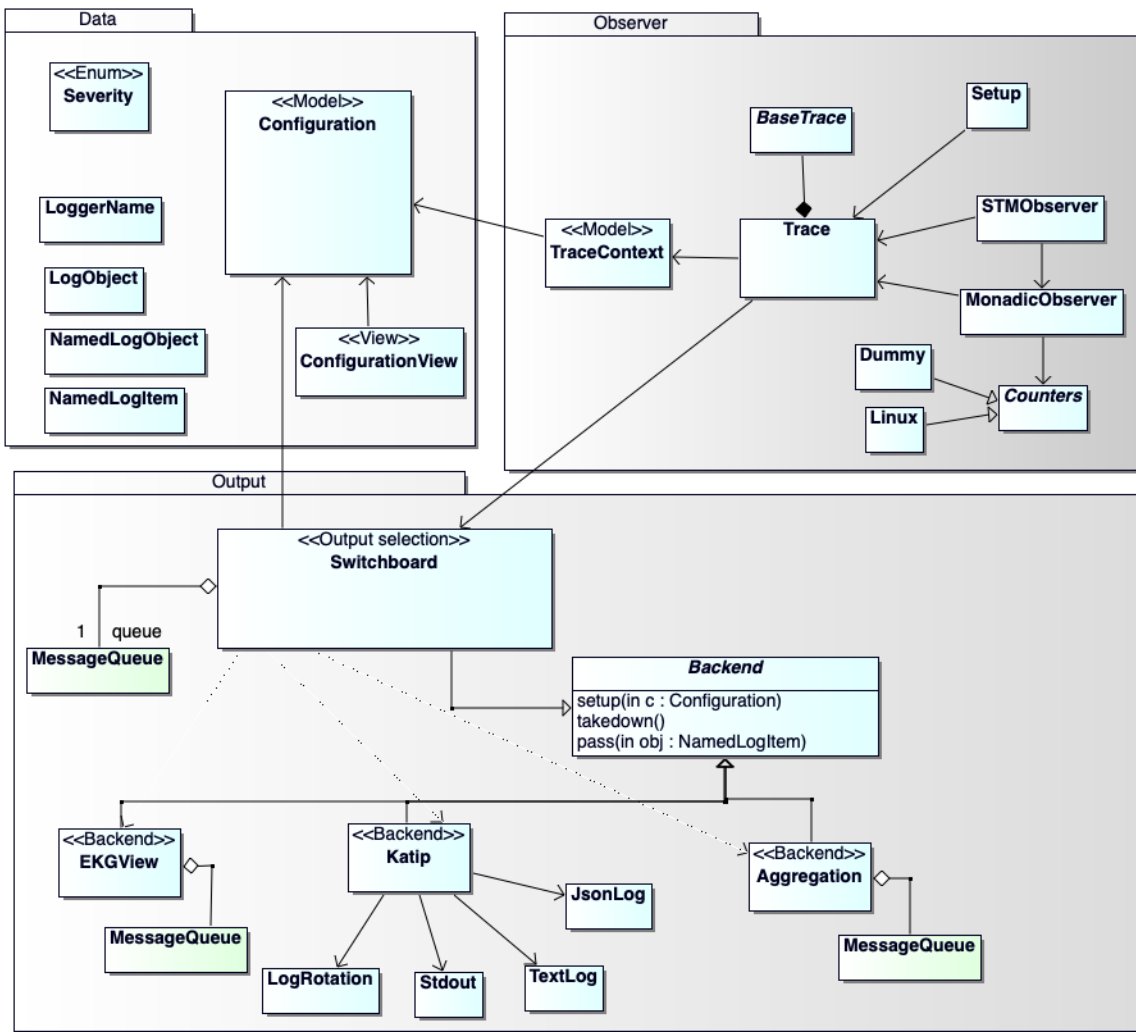 Data
<<Enum>>
Severity
<<Model>>
Configuration
LoggerName
LogObject
NamedLogObject
NamedLogItem
<<View>>
ConfigurationView
Observer
BaseTrace
Setup
<<Model>>
TraceContext
Trace
STMObserver
MonadicObserver
Dummy
Linux
Counters
Output
<<Output selection>>
Switchboard
1 queue
MessageQueue
Backend
setup(in c : Configuration)
takedown()
pass(in obj : NamedLogItem)
<<Backend>>
EKGView
MessageQueue
<<Backend>>
Katip
LogRotation
Stdout
TextLog
JsonLog
<<Backend>>
Aggregation
MessageQueue